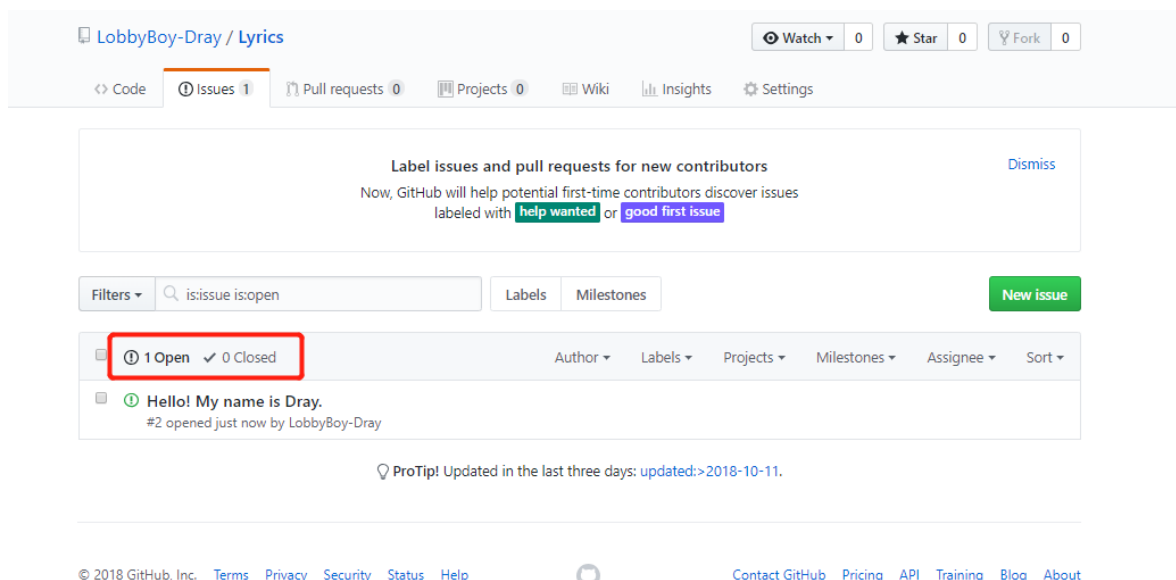 LobbyBoy-Dray / Lyrics
Watch 0 Star 0 Fork 0
Code Issues 1 Pull requests 0 Projects 0 Wiki Insights Settings
Label issues and pull requests for new contributors
Dismiss
Now, GitHub will help potential first-time contributors discover issues
labeled with help wanted or good first issue
Filters is:issue is:open Labels Milestones New issue
1 Open 0 Closed Author Labels Projects Milestones Assignee Sort
Hello! My name is Dray.
#2 opened just now by LobbyBoy-Dray
ProTip! Updated in the last three days: updated:>2018-10-11.
© 2018 GitHub, Inc. Terms Privacy Security Status Help Contact GitHub Pricing API Training Blog About